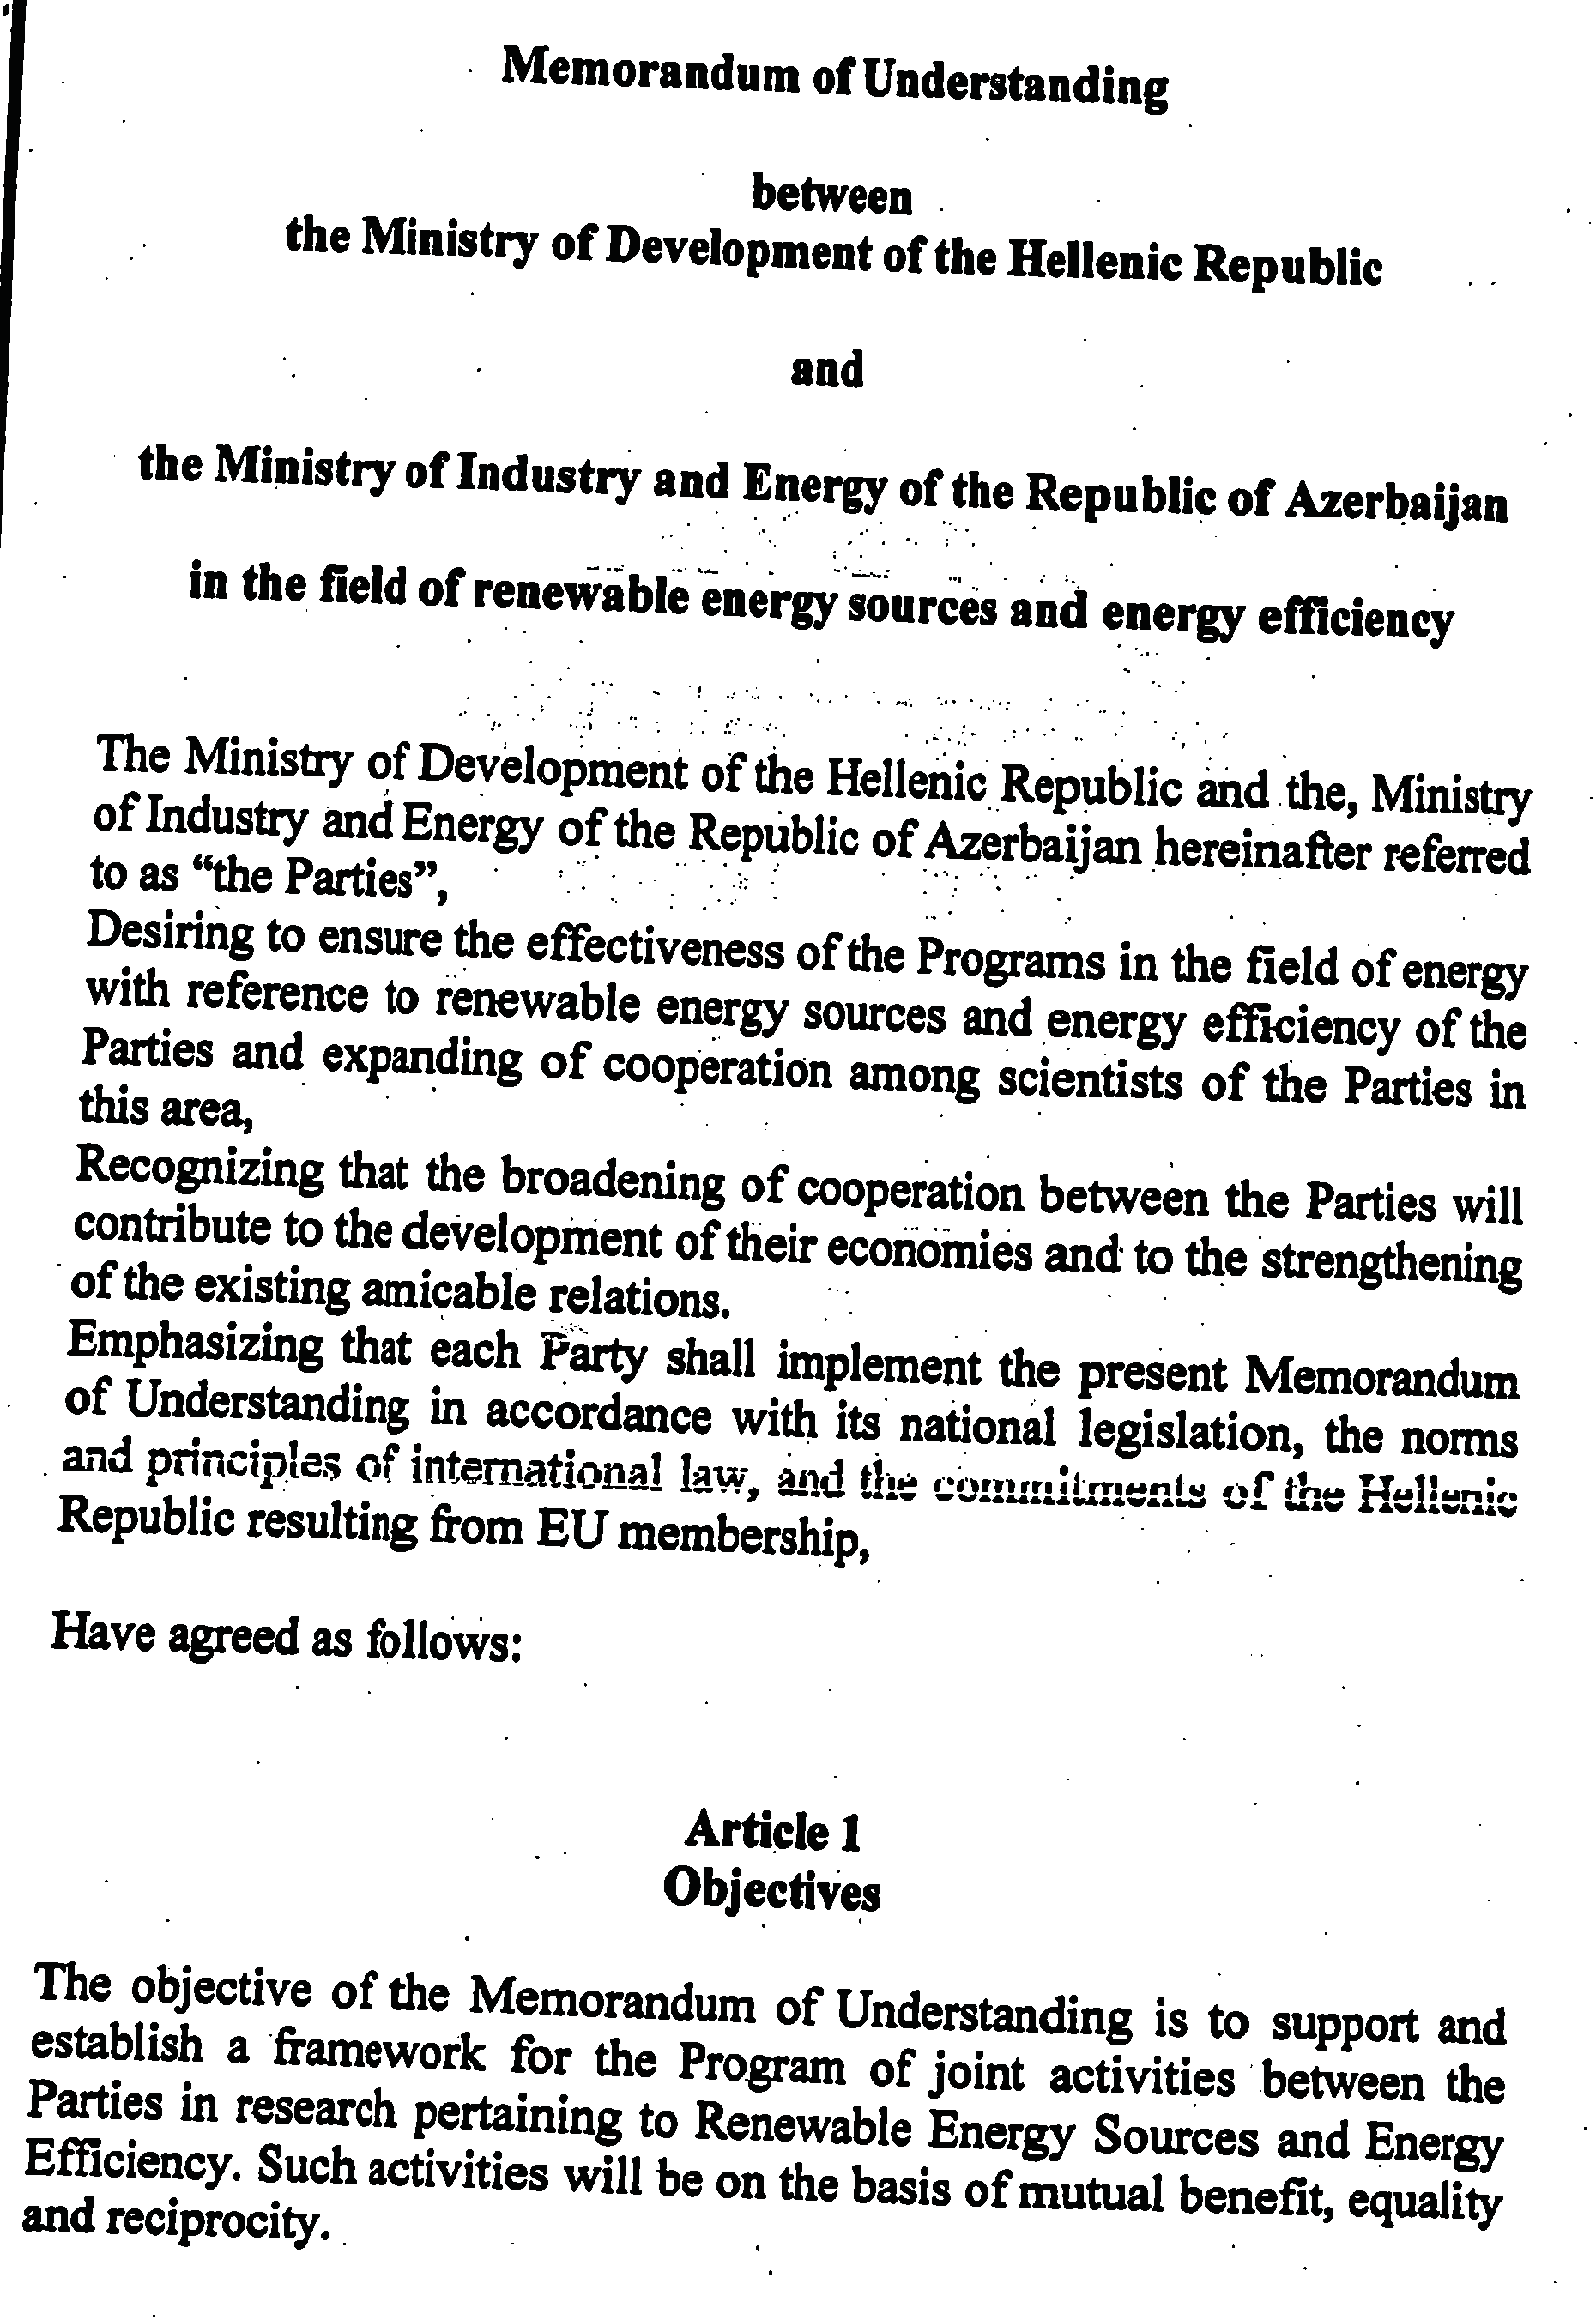 Memorandum of Understanding
between
the Ministry of Development of the Hellenic Republic
and
the Ministry of Industry and Energy of the Republic of Azerbaijan
in the field of renewable energy sources and energy efficiency
The Ministry of Development of the Hellenic Republic and the, Ministry
of Industry and Energy of the Republic of Azerbaijan hereinafter referred
to as “the Parties”,
Desiring to ensure the effectiveness of the Programs in the field of energy
with reference to renewable energy sources and energy efficiency of the
Parties and expanding of cooperation among scientists of the Parties in
this area,
Recognizing that the broadening of cooperation between the Parties will
contribute to the development of their economies and to the strengthening
of the existing amicable relations.
Emphasizing that each Party shall implement the present Memorandum
of Understanding in accordance with its national legislation, the norms
and principles of international law, and the commitments of the Hellenic
Republic resulting from EU membership,
Have agreed as follows:
Article 1
Objectives
The objective of the Memorandum of Understanding is to support and
establish a framework for the Program of joint activities between the
Parties in research pertaining to Renewable Energy Sources and Energy
Efficiency. Such activities will be on the basis of mutual benefit, equality
and reciprocity.